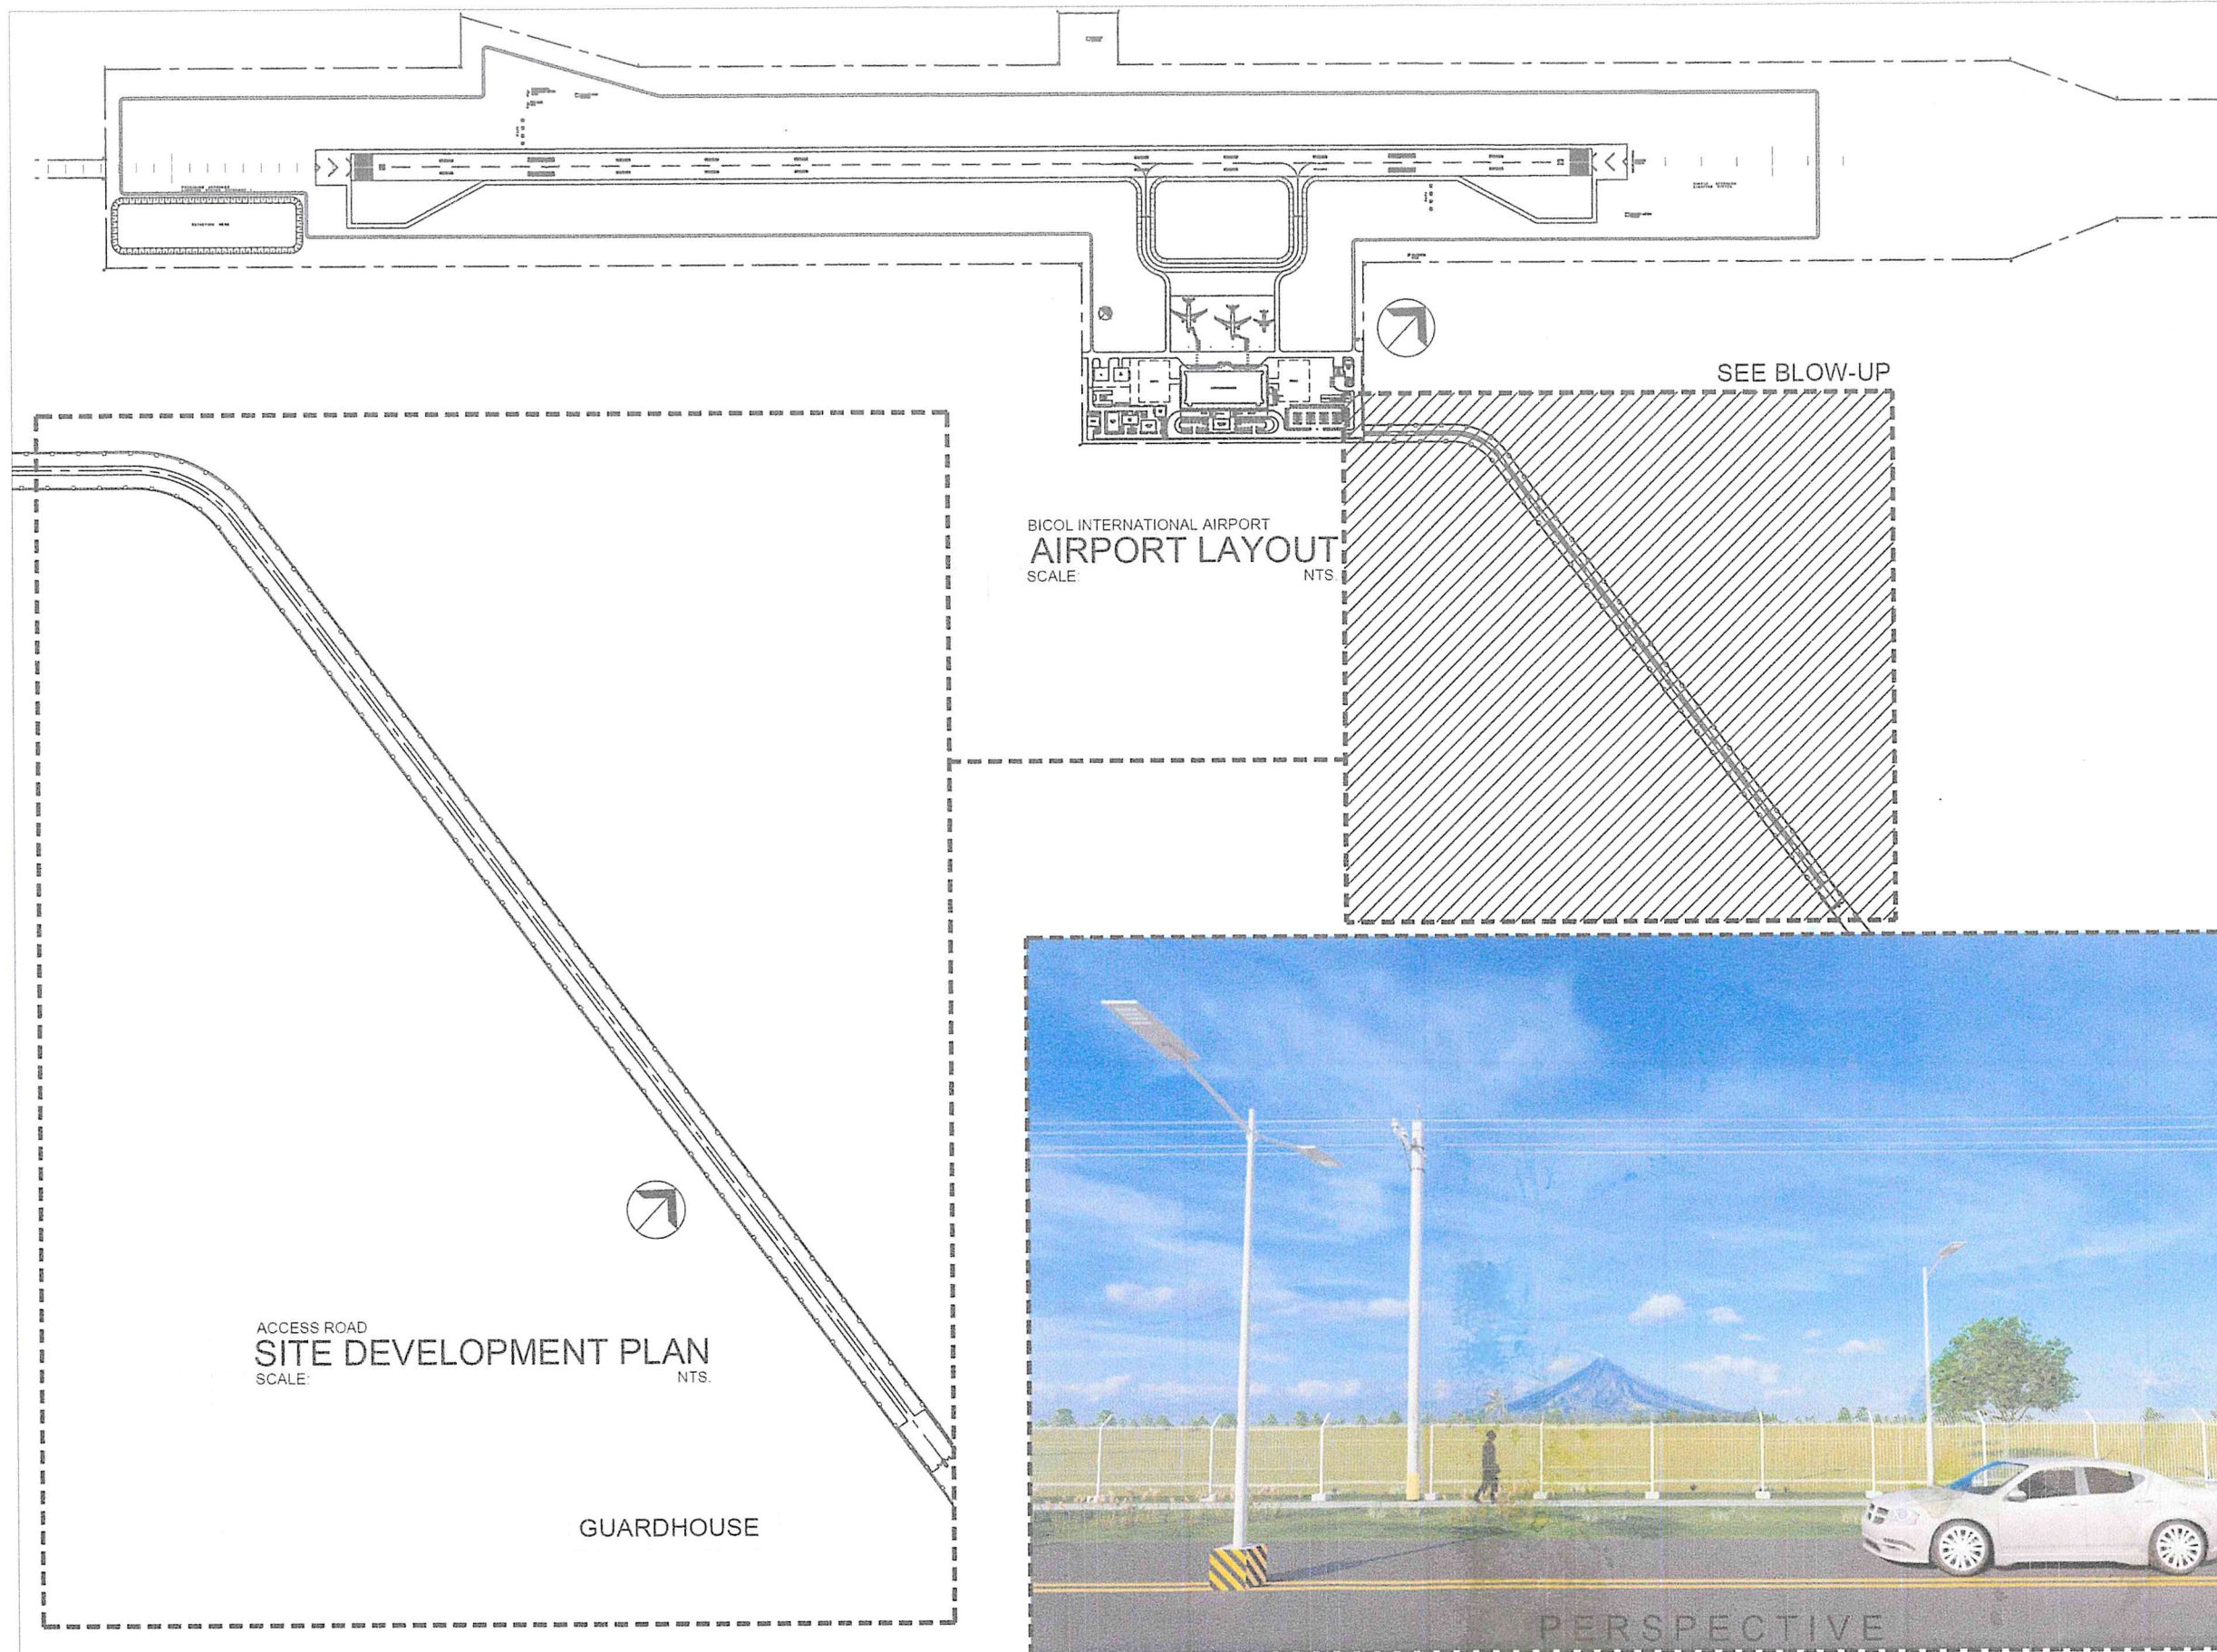 SEE BLOW-UP
BICOL INTERNATIONAL AIRPORT
AIRPORT LAYOUT
SCALE: NTS.
ACCESS ROAD
SITE DEVELOPMENT PLAN
SCALE: NTS.
GUARDHOUSE
PERSPECTIVE